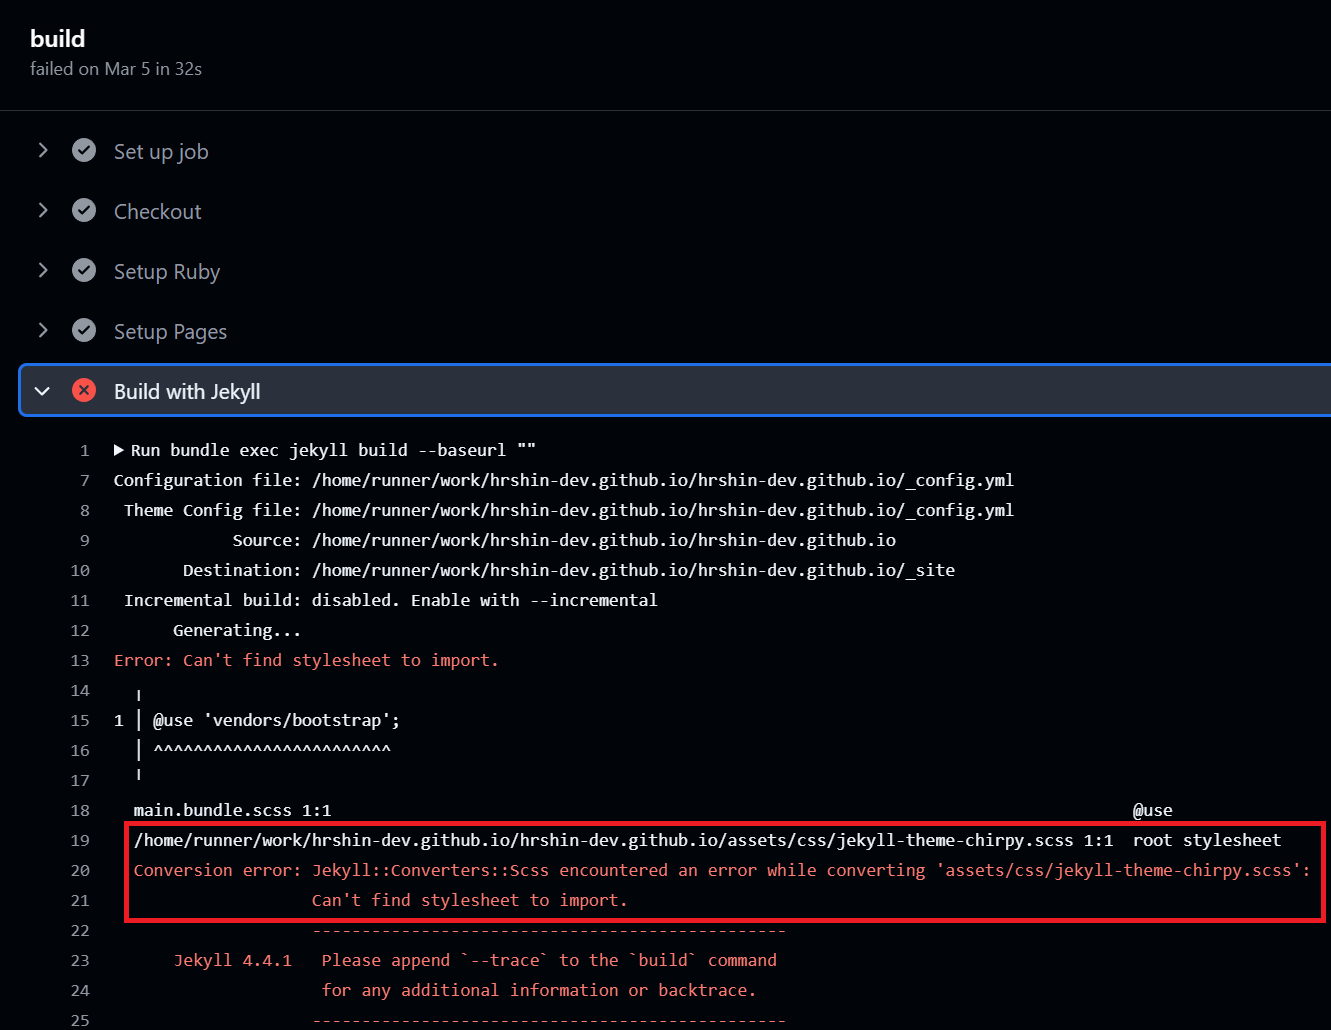 build
failed on Mar 5 in 32s
Set up job
Checkout
Setup Ruby
Setup Pages
Build with Jekyll
1 ▶ Run bundle exec jekyll build --baseurl ""
7 Configuration file: /home/runner/work/hrshin-dev.github.io/hrshin-dev.github.io/_config.yml
8 Theme Config file: /home/runner/work/hrshin-dev.github.io/hrshin-dev.github.io/_config.yml
9 Source: /home/runner/work/hrshin-dev.github.io/hrshin-dev.github.io
10 Destination: /home/runner/work/hrshin-dev.github.io/hrshin-dev.github.io/_site
11 Incremental build: disabled. Enable with --incremental
12 Generating...
13 Error: Can't find stylesheet to import.
14 ╷
15 1 │ @use 'vendors/bootstrap';
16 │ ^^^^^^^^^^^^^^^^^^^^^^^^
17 ╵
18 main.bundle.scss 1:1 @use
19 /home/runner/work/hrshin-dev.github.io/hrshin-dev.github.io/assets/css/jekyll-theme-chirpy.scss 1:1 root stylesheet
20 Conversion error: Jekyll::Converters::Scss encountered an error while converting 'assets/css/jekyll-theme-chirpy.scss':
21 Can't find stylesheet to import.
22 ------------------------------------------------
23 Jekyll 4.4.1 Please append `--trace` to the `build` command
24 for any additional information or backtrace.
25 ------------------------------------------------